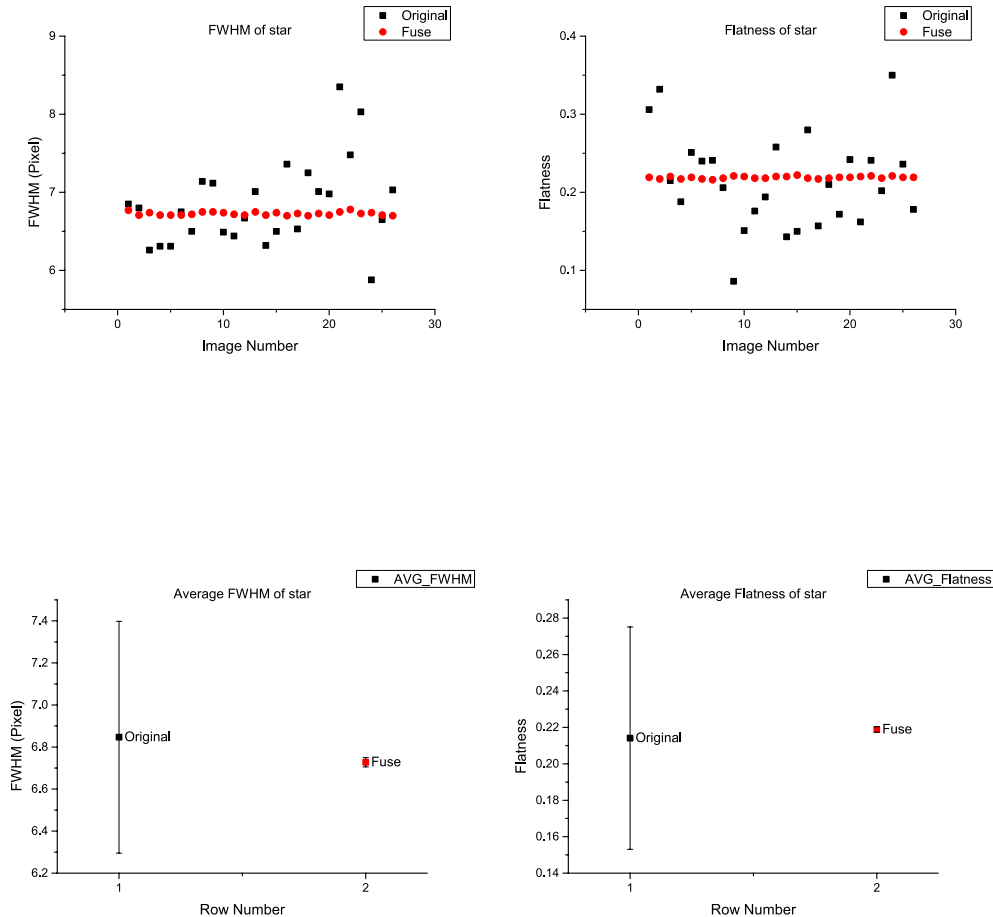 FWHM of star
Original
Fuse
9
8
7
6
FWHM (Pixel)
0 10 20 30
Image Number
Flatness of star
Original
Fuse
0.4
0.3
0.2
0.1
Flatness
0 10 20 30
Image Number
AVG_FWHM
Average FWHM of star
7.4
7.2
7.0
6.8
6.6
6.4
6.2
FWHM (Pixel)
Original
Fuse
1 2
Row Number
AVG_Flatness
Average Flatness of star
0.28
0.26
0.24
0.22
0.20
0.18
0.16
0.14
Flatness
Original
Fuse
1 2
Row Number